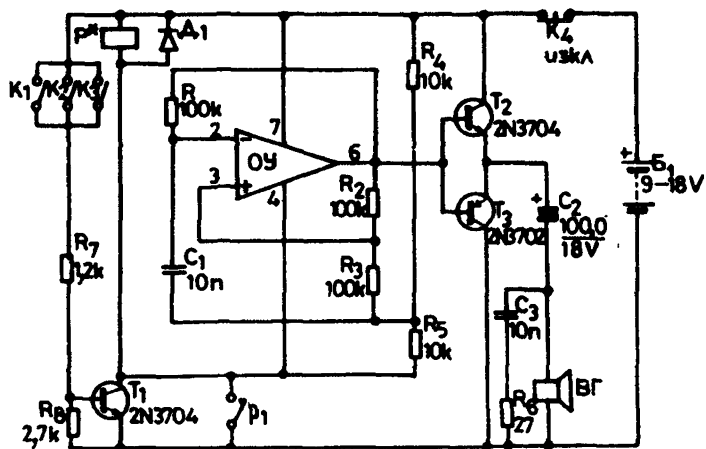 P*
Д1
R4
10k
K4
изкл
K1
K2
K3
R
100k
2
3
ОУ
7
4
6
R2
100k
T2
2N3704
+
Б1
9-18V
T3
2N3702
+
C2
100,0
18V
R7
1,2k
C1
10n
R3
100k
R5
10k
C3
10n
R8
2,7k
T1
2N3704
P1
R6
27
ВГ